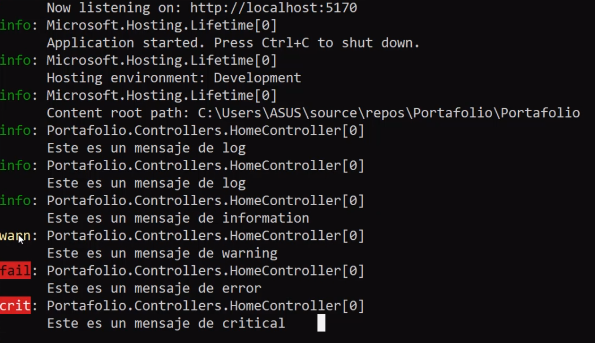 Now listening on: http://localhost:5170
info: Microsoft.Hosting.Lifetime[0]
Application started. Press Ctrl+C to shut down.
info: Microsoft.Hosting.Lifetime[0]
Hosting environment: Development
info: Microsoft.Hosting.Lifetime[0]
Content root path: C:\Users\ASUS\source\repos\Portafolio\Portafolio
info: Portafolio.Controllers.HomeController[0]
Este es un mensaje de log
info: Portafolio.Controllers.HomeController[0]
Este es un mensaje de log
info: Portafolio.Controllers.HomeController[0]
Este es un mensaje de information
warn: Portafolio.Controllers.HomeController[0]
Este es un mensaje de warning
fail: Portafolio.Controllers.HomeController[0]
Este es un mensaje de error
crit: Portafolio.Controllers.HomeController[0]
Este es un mensaje de critical